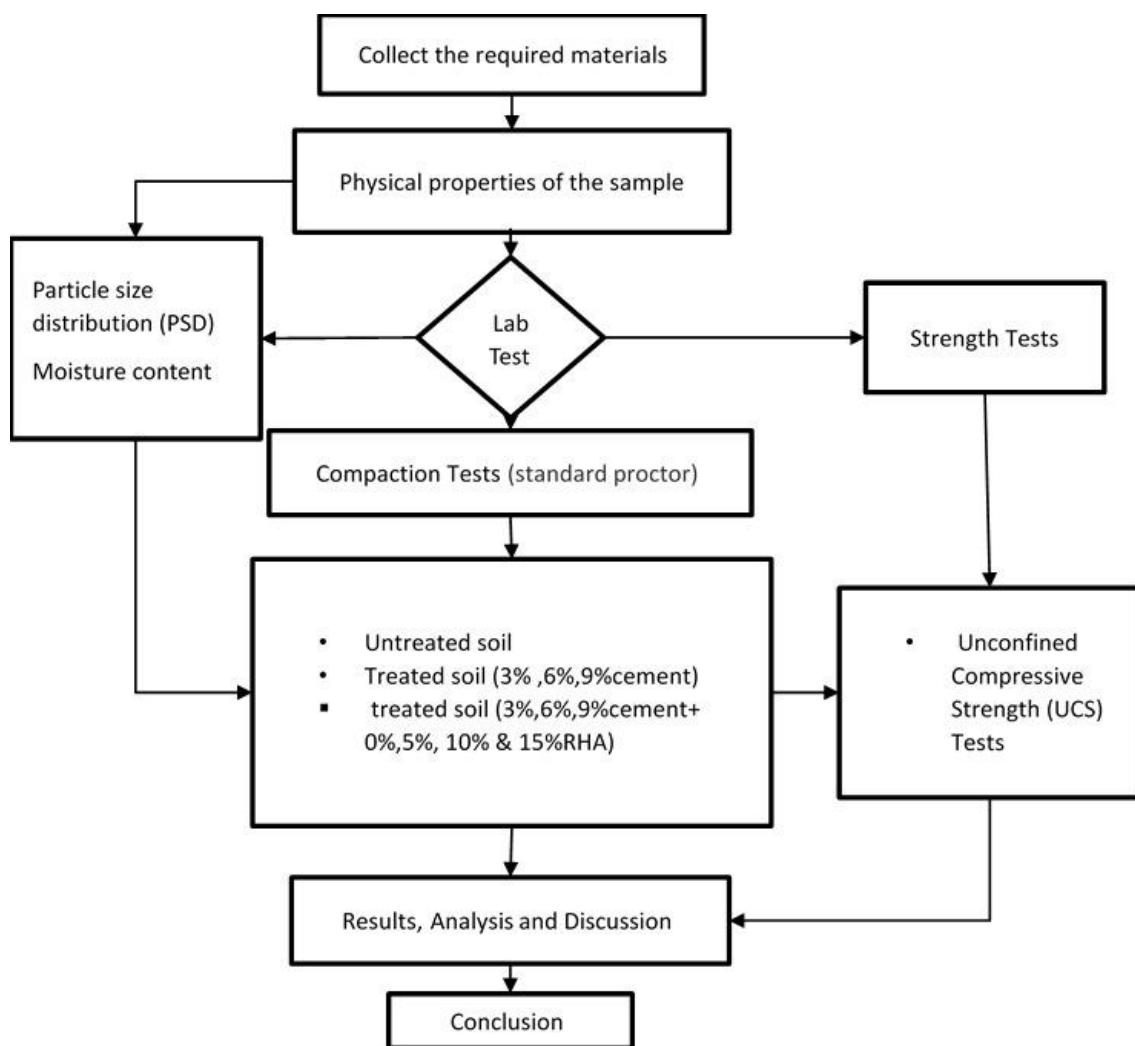 Collect the required materials
Physical properties of the sample
Particle size
distribution (PSD)
Moisture content
Lab
Test
Strength Tests
Compaction Tests (standard proctor)
• Untreated soil
• Treated soil (3% ,6%,9%cement)
▪ treated soil (3%,6%,9%cement+
0%,5%, 10% & 15%RHA)
• Unconfined
Compressive
Strength (UCS)
Tests
Results, Analysis and Discussion
Conclusion